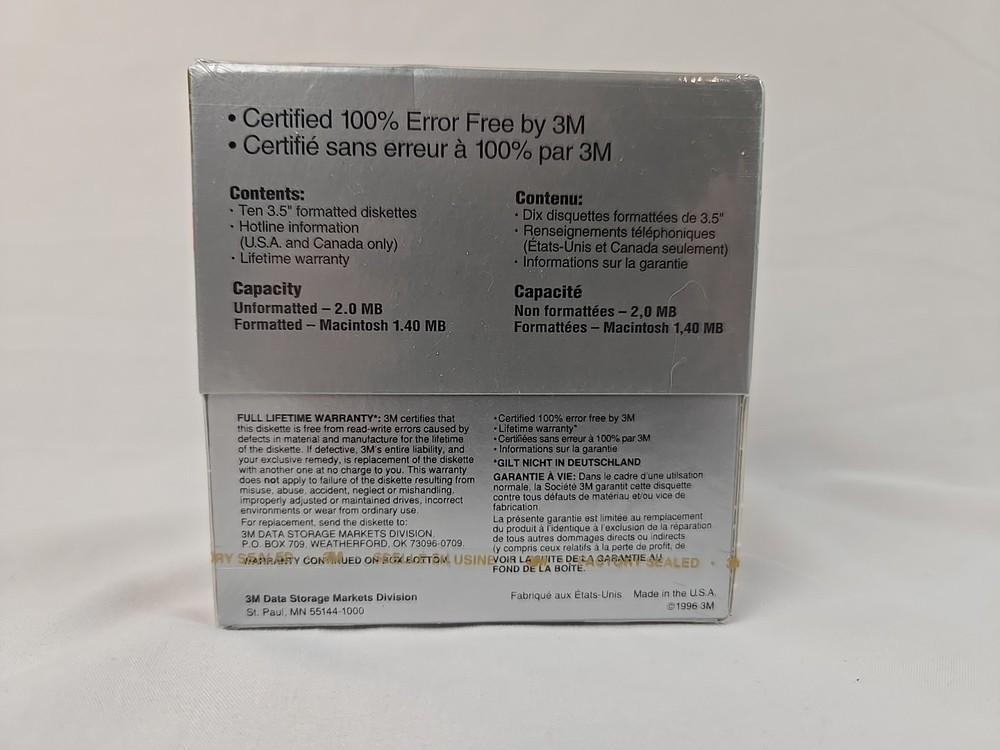 • Certified 100% Error Free by 3M
• Certifié sans erreur à 100% par 3M
Contents:
· Ten 3.5" formatted diskettes
· Hotline information
(U.S.A. and Canada only)
· Lifetime warranty
Capacity
Unformatted – 2.0 MB
Formatted – Macintosh 1.40 MB
Contenu:
· Dix disquettes formattées de 3.5"
· Renseignements téléphoniques
(États-Unis et Canada seulement)
· Informations sur la garantie
Capacité
Non formattées – 2,0 MB
Formattées – Macintosh 1,40 MB
FULL LIFETIME WARRANTY*: 3M certifies that
this diskette is free from read-write errors caused by
defects in material and manufacture for the lifetime
of the diskette. If defective, 3M's entire liability, and
your exclusive remedy, is replacement of the diskette
with another one at no charge to you. This warranty
does not apply to failure of the diskette resulting from
misuse, abuse, accident, neglect or mishandling,
improperly adjusted or maintained drives, incorrect
environments or wear from ordinary use.
For replacement, send the diskette to:
3M DATA STORAGE MARKETS DIVISION,
P.O. BOX 709, WEATHERFORD, OK 73096-0709.
WARRANTY CONTINUED ON BOX BOTTOM.
• Certified 100% error free by 3M
• Lifetime warranty*
• Certifiées sans erreur à 100% par 3M
• Informations sur la garantie
*GILT NICHT IN DEUTSCHLAND
GARANTIE À VIE: Dans le cadre d'une utilisation
normale, la Société 3M garantit cette disquette
contre tous défauts de matériau et/ou vice de
fabrication.
La présente garantie est limitée au remplacement
du produit à l'identique à l'exclusion de la réparation
de tous autres dommages directs ou indirects
(y compris ceux relatifs à la perte de profit, de
VOIR LA SUITE DE LA GARANTIE AU
FOND DE LA BOÎTE.
RY SEALED · 3M · USINE · 3M · FACTORY SEALED · 3M
3M Data Storage Markets Division
St. Paul, MN 55144-1000
Fabriqué aux États-Unis Made in the U.S.A.
©1996 3M